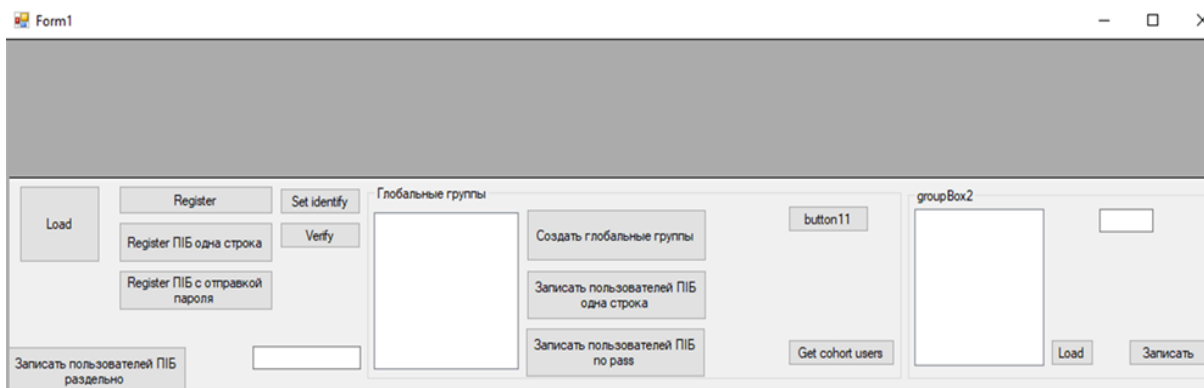 Form1
Load
Register
Set identify
Register ПІБ одна строка
Verify
Register ПІБ с отправкой
пароля
Записать пользователей ПІБ
раздельно
Глобальные группы
Создать глобальные группы
Записать пользователей ПІБ
одна строка
Записать пользователей ПІБ
no pass
button11
Get cohort users
groupBox2
Load
Записать